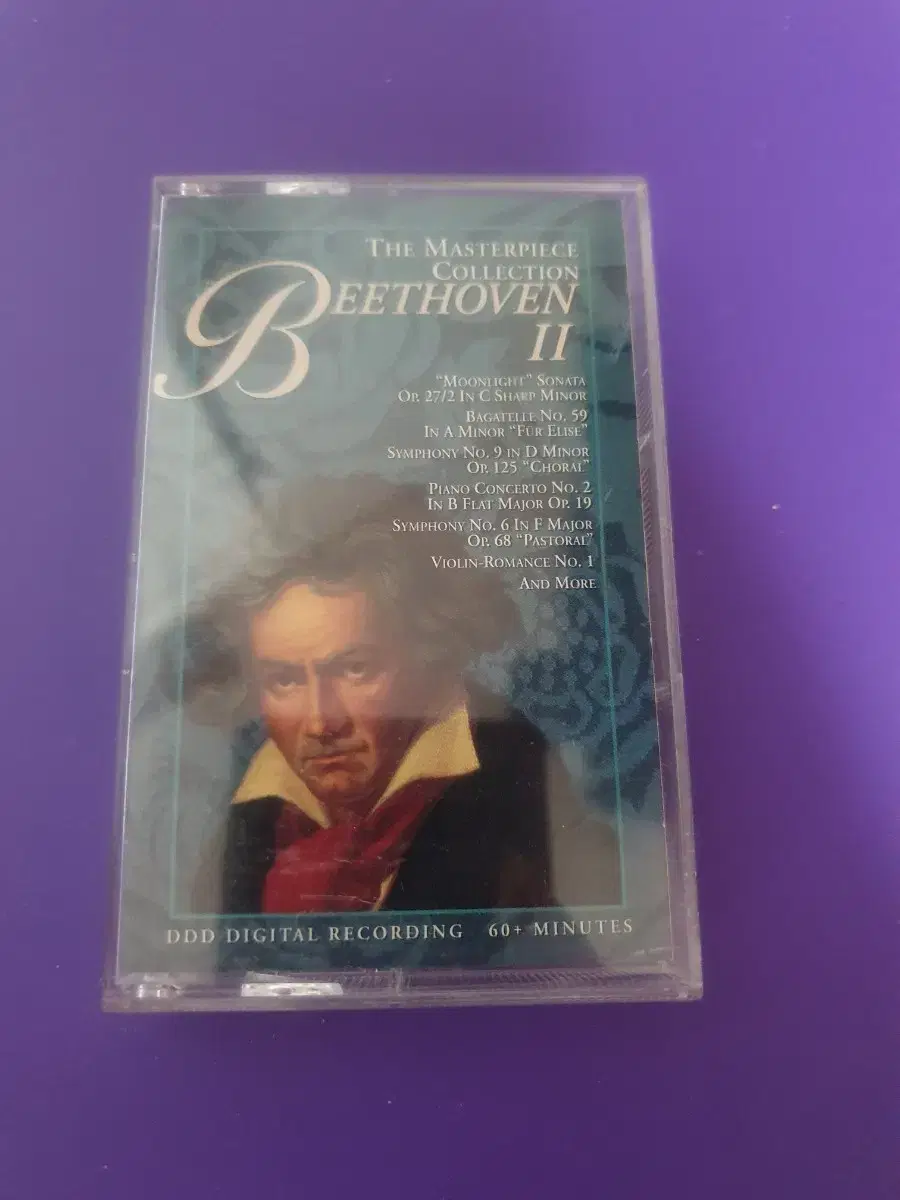 THE MASTERPIECE
COLLECTION
BEETHOVEN
II
"MOONLIGHT" SONATA
OP. 27/2 IN C SHARP MINOR
BAGATELLE NO. 59
IN A MINOR "FÜR ELISE"
SYMPHONY NO. 9 IN D MINOR
OP. 125 "CHORAL"
PIANO CONCERTO NO. 2
IN B FLAT MAJOR OP. 19
SYMPHONY NO. 6 IN F MAJOR
OP. 68 "PASTORAL"
VIOLIN-ROMANCE NO. 1
AND MORE
DDD DIGITAL RECORDING 60+ MINUTES